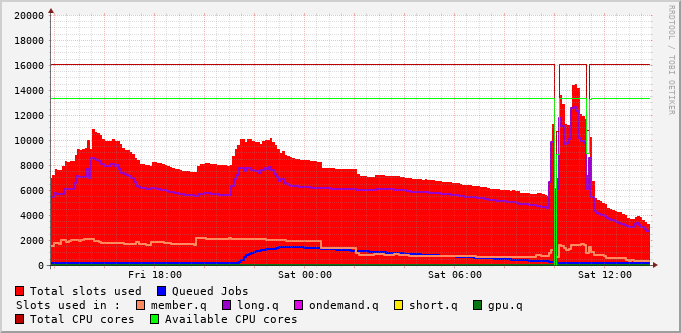 20000
18000
16000
14000
12000
10000
8000
6000
4000
2000
0
Fri 18:00 Sat 00:00 Sat 06:00 Sat 12:00
RRDTOOL / TOBI OETIKER
Total slots used Queued Jobs
Slots used in : member.q long.q ondemand.q short.q gpu.q
Total CPU cores Available CPU cores